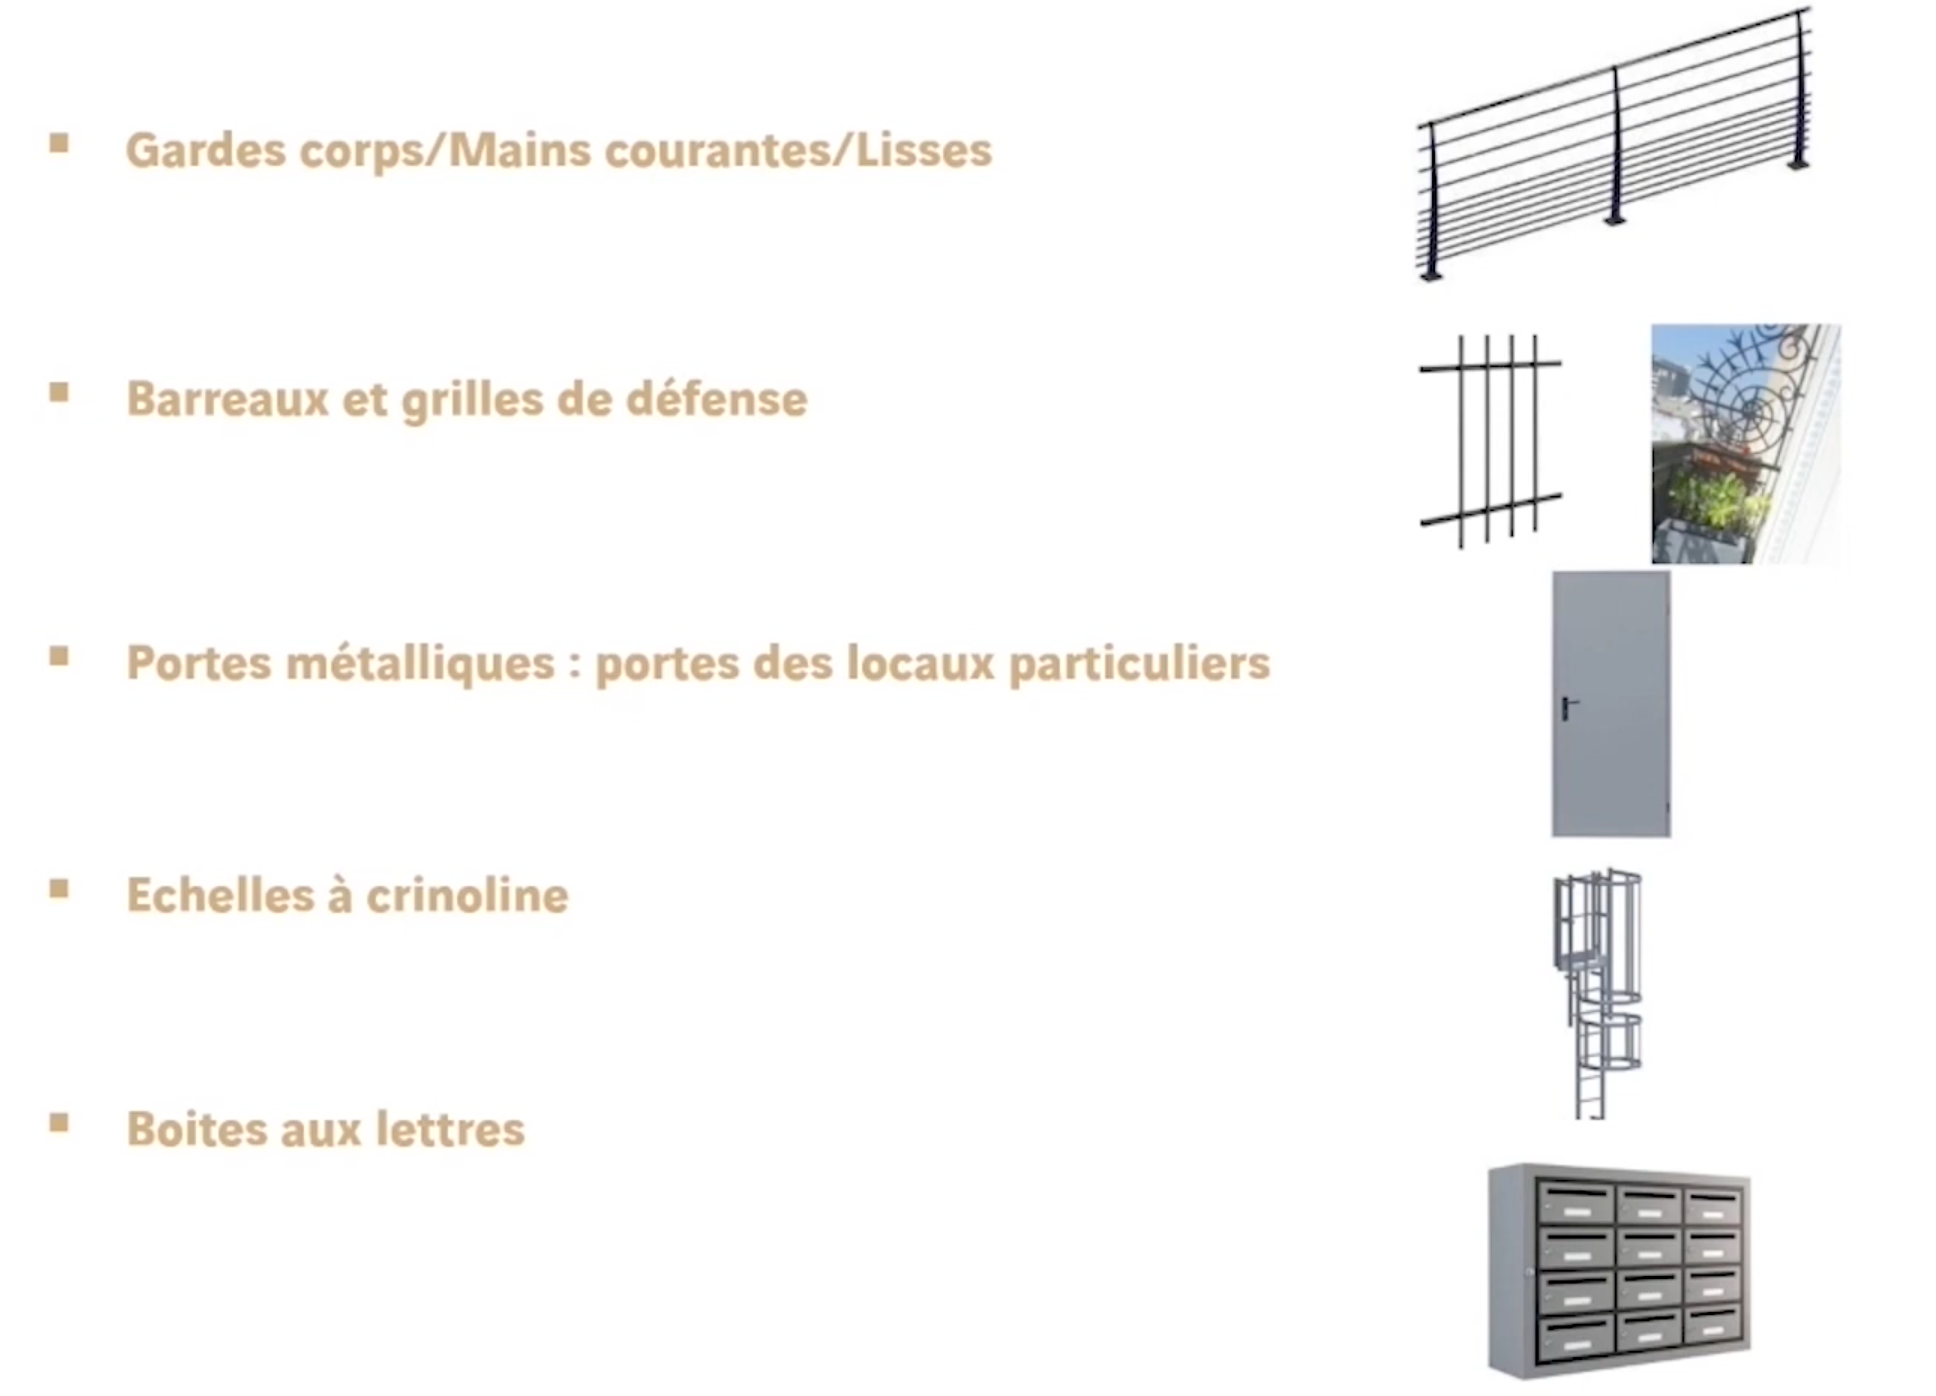 Gardes corps/Mains courantes/Lisses
Barreaux et grilles de défense
Portes métalliques : portes des locaux particuliers
Echelles à crinoline
Boites aux lettres